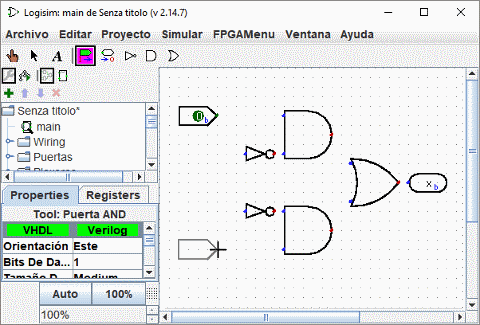 Logisim: main de Senza titolo (v 2.14.7)
Archivo Editar Proyecto Simular FPGAMenu Ventana Ayuda
A
Senza titolo*
main
Wiring
Puertas
Properties Registers
Tool: Puerta AND
VHDL Verilog
Orientación Este
Bits De Da... 1
Tamaño D... Medium
Auto 100%
100%
0 b
x b